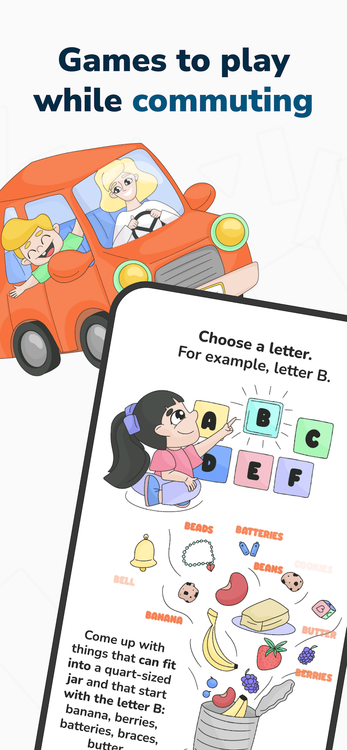 Games to play
while commuting
Choose a letter.
For example, letter B.
A
B
C
D
E
F
BEADS
BATTERIES
BEANS
COOKIES
BELL
BANANA
BUTTER
BERRIES
Come up with
things that can fit
into a quart-sized
jar and that start
with the letter B:
banana, berries,
batteries, braces,
butter